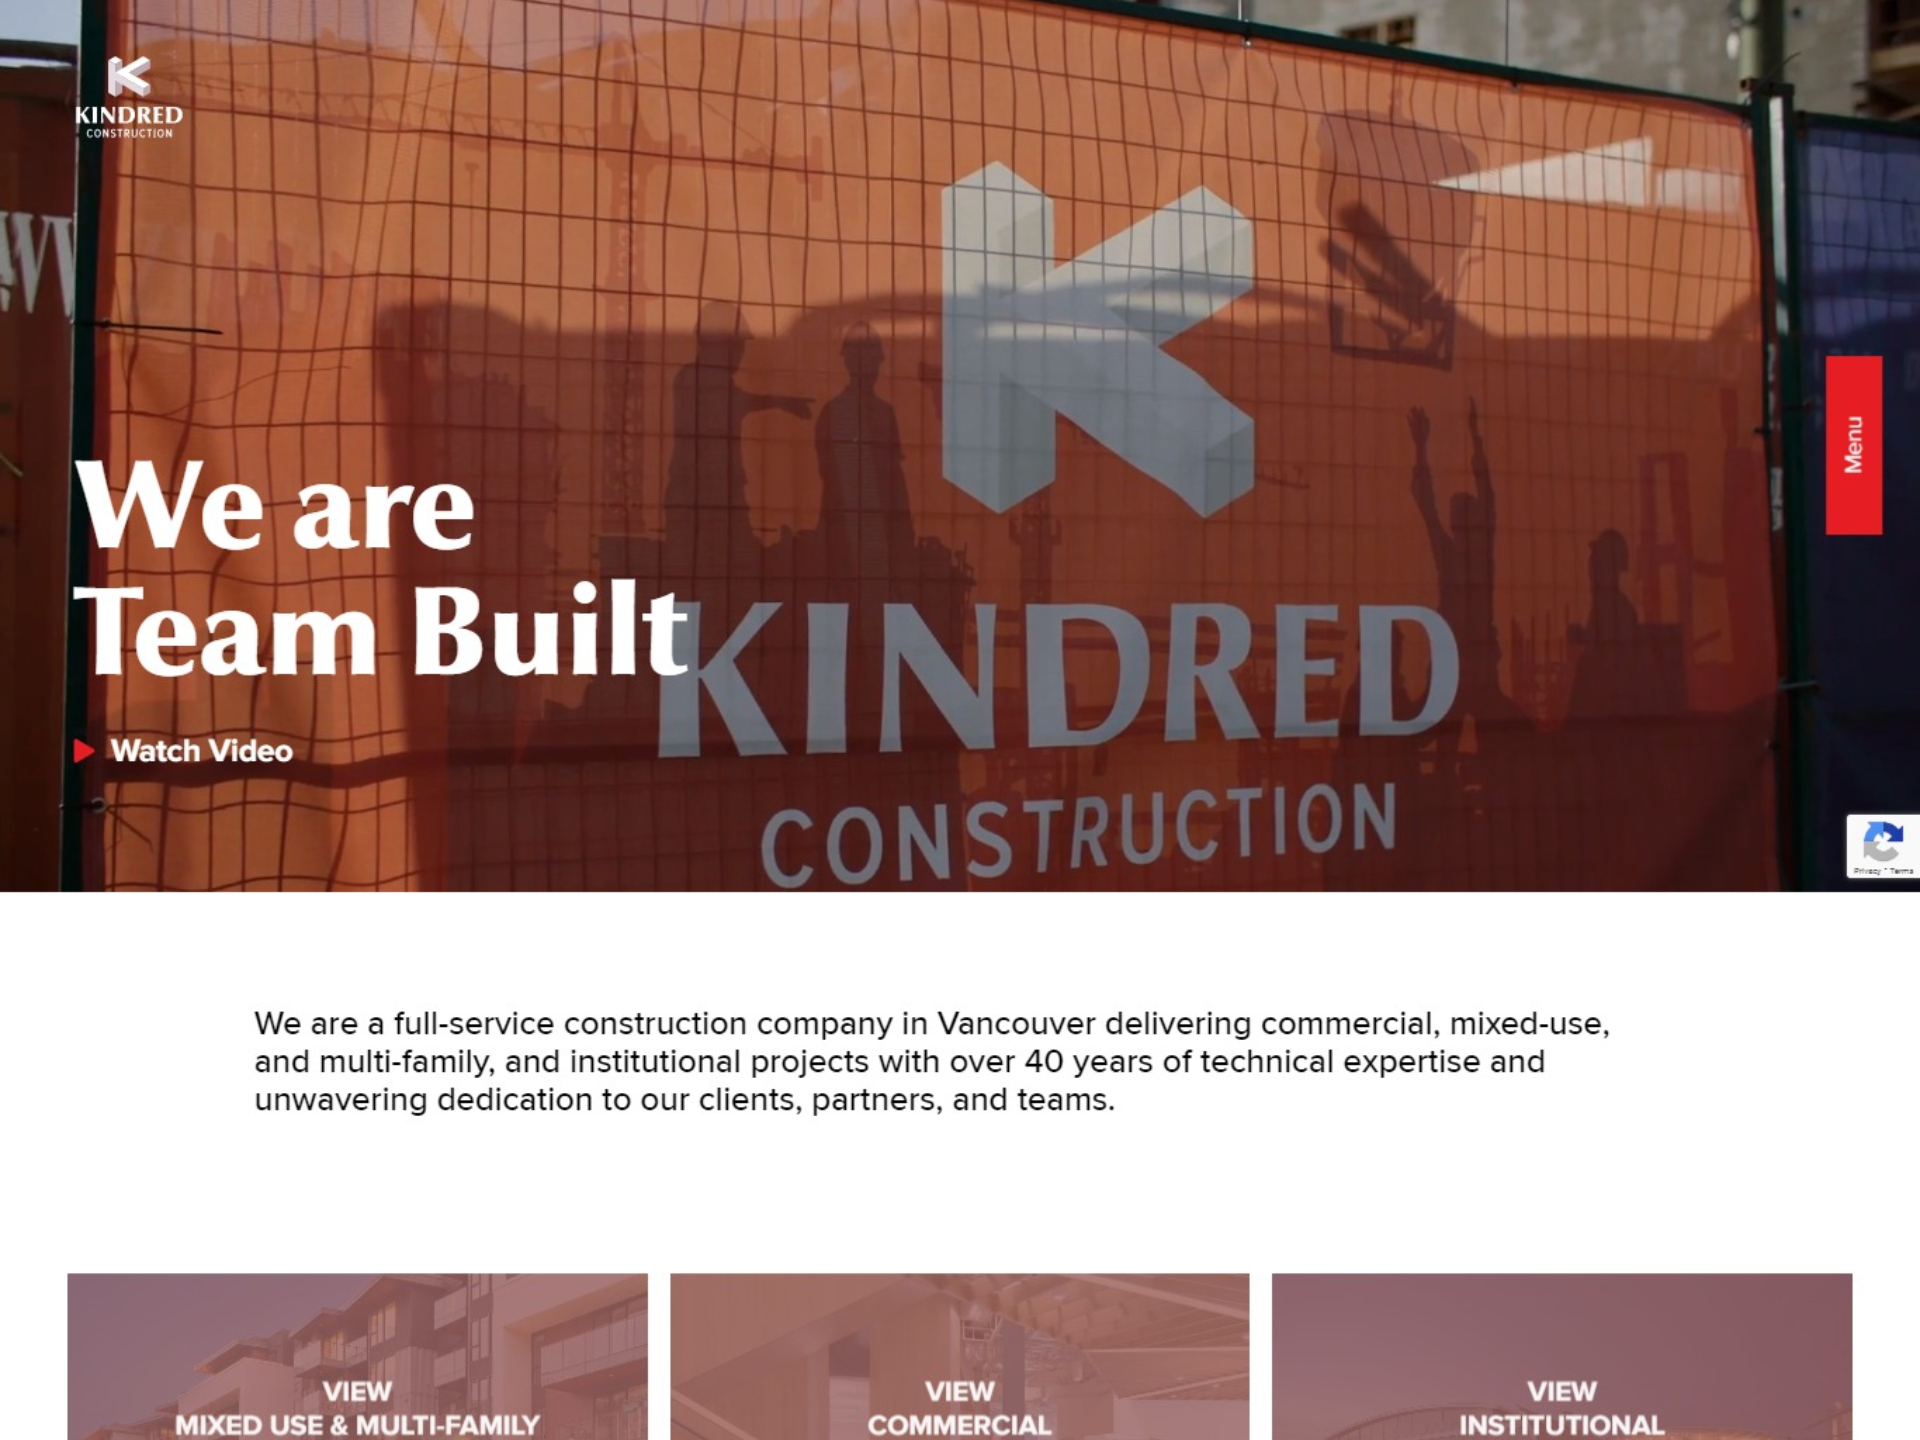 KINDRED
CONSTRUCTION
We are
Team Built
Watch Video
KINDRED
CONSTRUCTION
Menu
Privacy - Terms
We are a full-service construction company in Vancouver delivering commercial, mixed-use,
and multi-family, and institutional projects with over 40 years of technical expertise and
unwavering dedication to our clients, partners, and teams.
VIEW
MIXED USE & MULTI-FAMILY
VIEW
COMMERCIAL
VIEW
INSTITUTIONAL